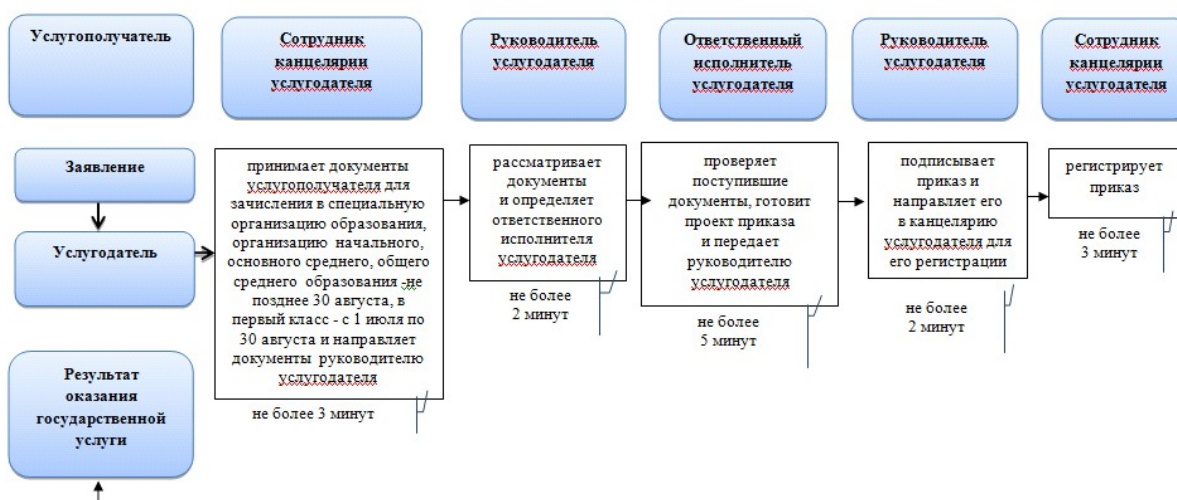 Услугополучатель
Сотрудник
канцелярии
услугодателя
Руководитель
услугодателя
Ответственный
исполнитель
услугодателя
Руководитель
услугодателя
Сотрудник
канцелярии
услугодателя
Заявление
Услугодатель
принимает документы
услугополучателя для
зачисления в специальную
организацию образования,
организацию начального,
основного среднего, общего
среднего образования -не
позднее 30 августа, в
первый класс - с 1 июля по
30 августа и направляет
документы руководителю
услугодателя
не более 3 минут
рассматривает
документы
и определяет
ответственного
исполнителя
услугодателя
не более
2 минут
проверяет
поступившие
документы, готовит
проект приказа
и передает
руководителю
услугодателя
не более
5 минут
подписывает
приказ и
направляет его
в канцелярию
услугодателя для
его регистрации
не более
2 минут
регистрирует
приказ
не более
3 минут
Результат
оказания
государственной
услуги